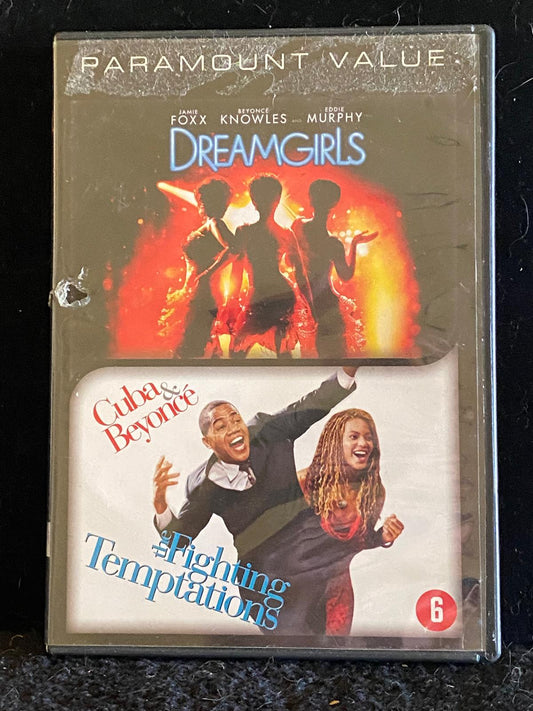 PARAMOUNT VALUE
JAMIE FOXX BEYONCÉ KNOWLES AND EDDIE MURPHY
DREAMGIRLS
Cuba &
Beyoncé
the Fighting
Temptations
6